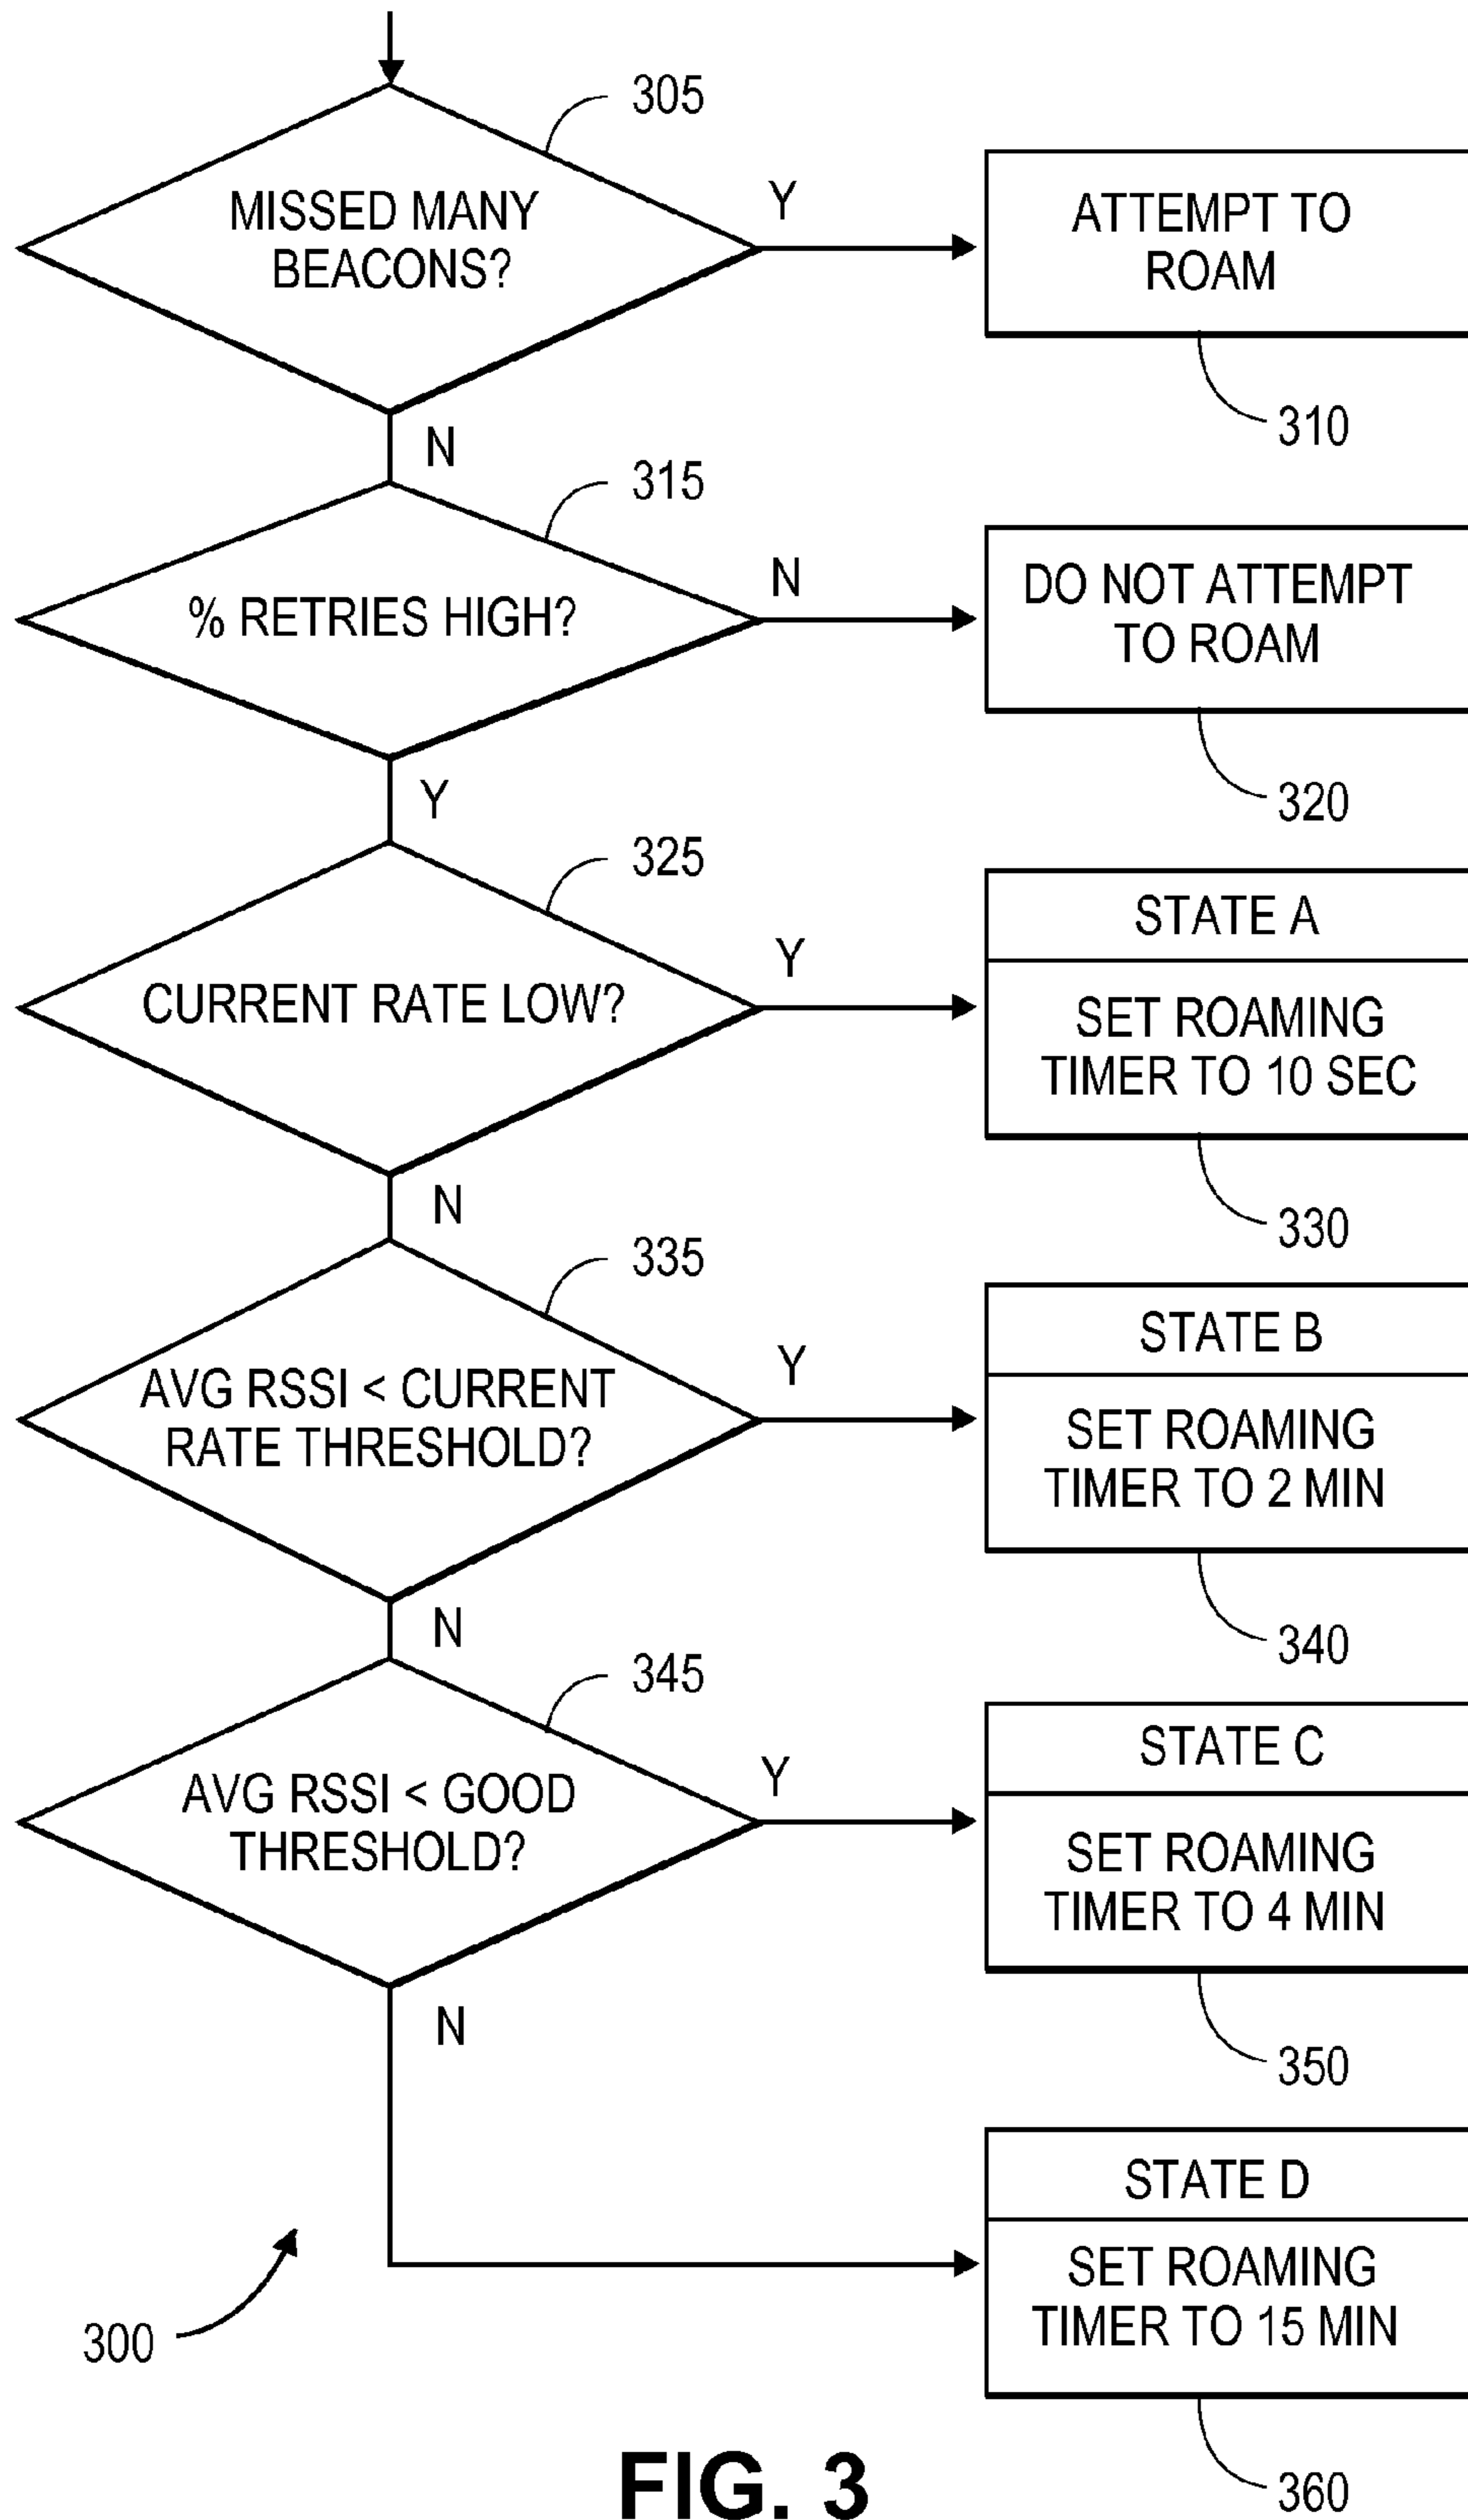 305
MISSED MANY
BEACONS?
Y
ATTEMPT TO
ROAM
310
N
315
% RETRIES HIGH?
N
DO NOT ATTEMPT
TO ROAM
320
Y
325
CURRENT RATE LOW?
Y
STATE A
SET ROAMING
TIMER TO 10 SEC
330
N
335
AVG RSSI < CURRENT
RATE THRESHOLD?
Y
STATE B
SET ROAMING
TIMER TO 2 MIN
340
N
345
AVG RSSI < GOOD
THRESHOLD?
Y
STATE C
SET ROAMING
TIMER TO 4 MIN
350
N
STATE D
SET ROAMING
TIMER TO 15 MIN
360
300
FIG. 3